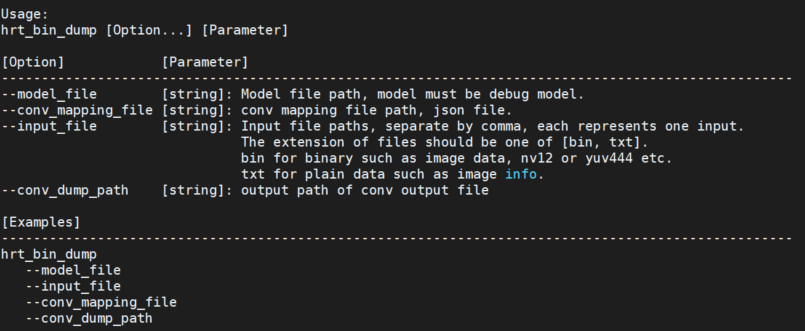 Usage:
hrt_bin_dump [Option...] [Parameter]
[Option] [Parameter]
---------------------------------------------------------------------------------------------------
--model_file [string]: Model file path, model must be debug model.
--conv_mapping_file [string]: conv mapping file path, json file.
--input_file [string]: Input file paths, separate by comma, each represents one input.
The extension of files should be one of [bin, txt].
bin for binary such as image data, nv12 or yuv444 etc.
txt for plain data such as image info.
--conv_dump_path [string]: output path of conv output file
[Examples]
---------------------------------------------------------------------------------------------------
hrt_bin_dump
--model_file
--input_file
--conv_mapping_file
--conv_dump_path